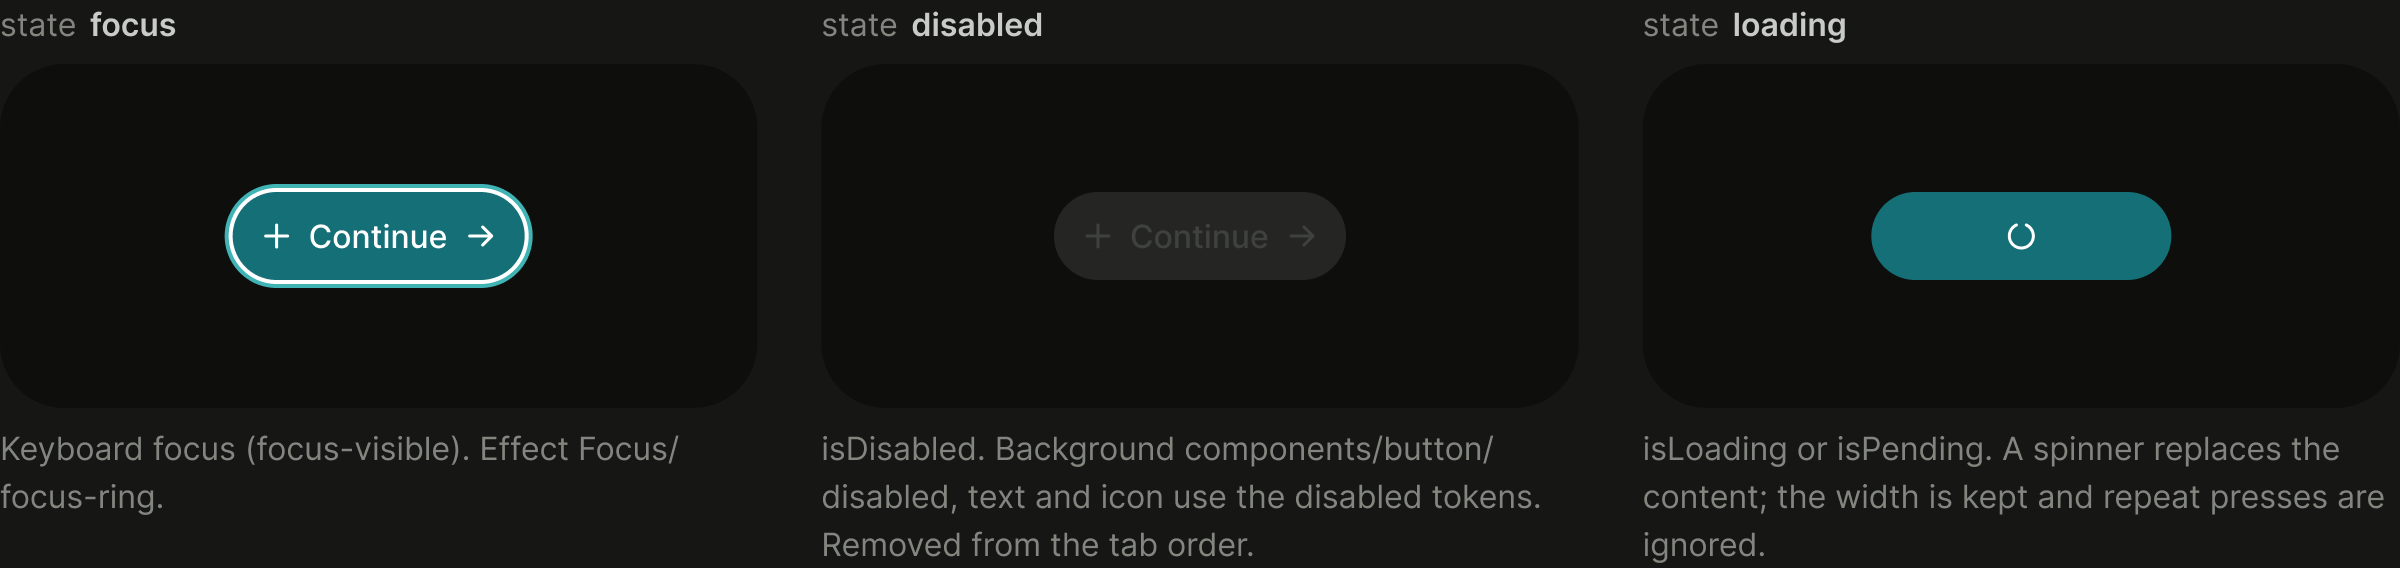 state focus
Continue
Keyboard focus (focus-visible). Effect Focus/
focus-ring.
state disabled
Continue
isDisabled. Background components/button/
disabled, text and icon use the disabled tokens.
Removed from the tab order.
state loading
isLoading or isPending. A spinner replaces the
content; the width is kept and repeat presses are
ignored.